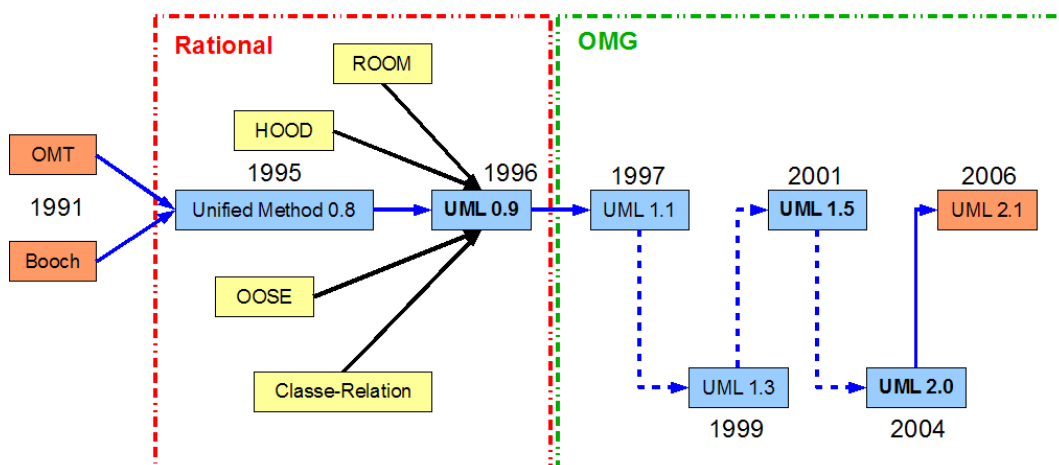 Rational
OMG
ROOM
HOOD
OMT
1995
1996
1997
2001
2006
1991
Unified Method 0.8
UML 0.9
UML 1.1
UML 1.5
UML 2.1
Booch
OOSE
Classe-Relation
UML 1.3
UML 2.0
1999
2004